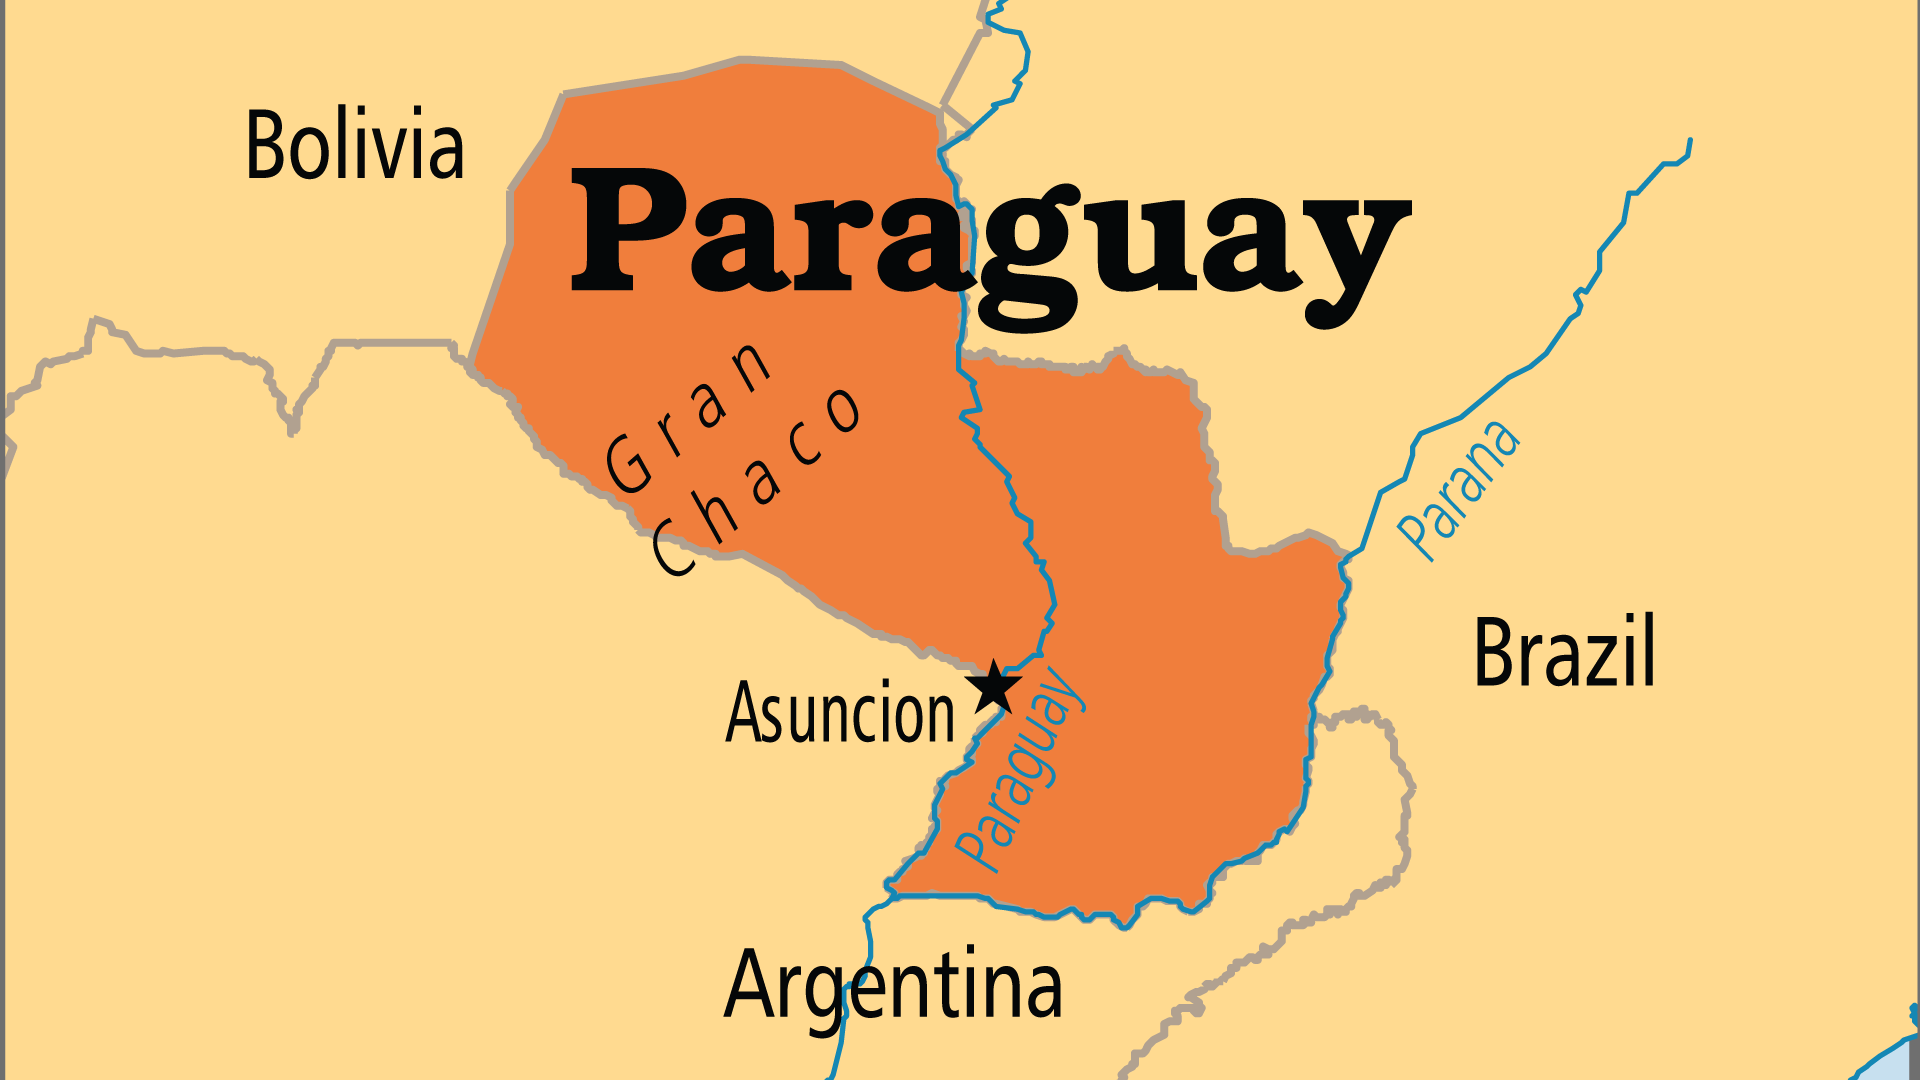 Bolivia
Paraguay
Gran
Chaco
Parana
Brazil
Asuncion
Paraguay
Argentina